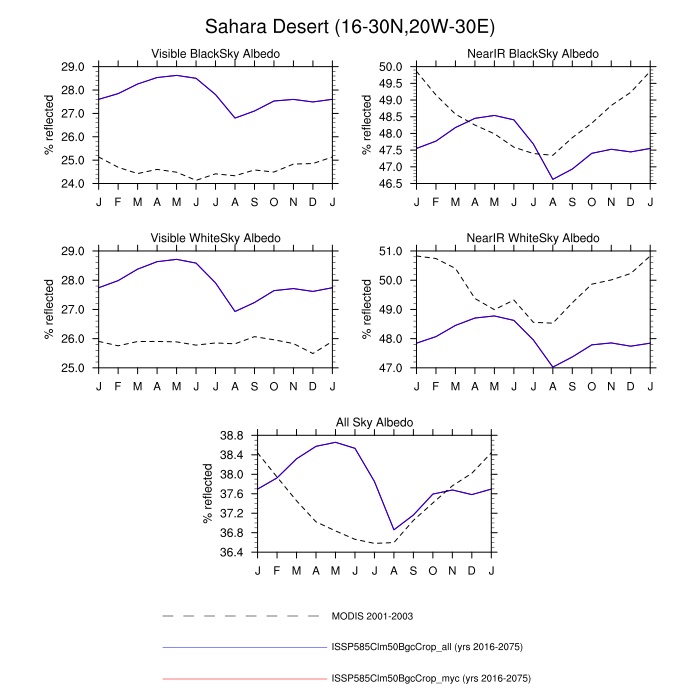 Sahara Desert (16-30N,20W-30E)
Visible BlackSky Albedo
% reflected
29.0
28.0
27.0
26.0
25.0
24.0
J F M A M J J A S O N D J
NearIR BlackSky Albedo
% reflected
50.0
49.5
49.0
48.5
48.0
47.5
47.0
46.5
J F M A M J J A S O N D J
Visible WhiteSky Albedo
% reflected
29.0
28.0
27.0
26.0
25.0
J F M A M J J A S O N D J
NearIR WhiteSky Albedo
% reflected
51.0
50.0
49.0
48.0
47.0
J F M A M J J A S O N D J
All Sky Albedo
% reflected
38.8
38.4
38.0
37.6
37.2
36.8
36.4
J F M A M J J A S O N D J
MODIS 2001-2003
ISSP585Clm50BgcCrop_all (yrs 2016-2075)
ISSP585Clm50BgcCrop_myc (yrs 2016-2075)